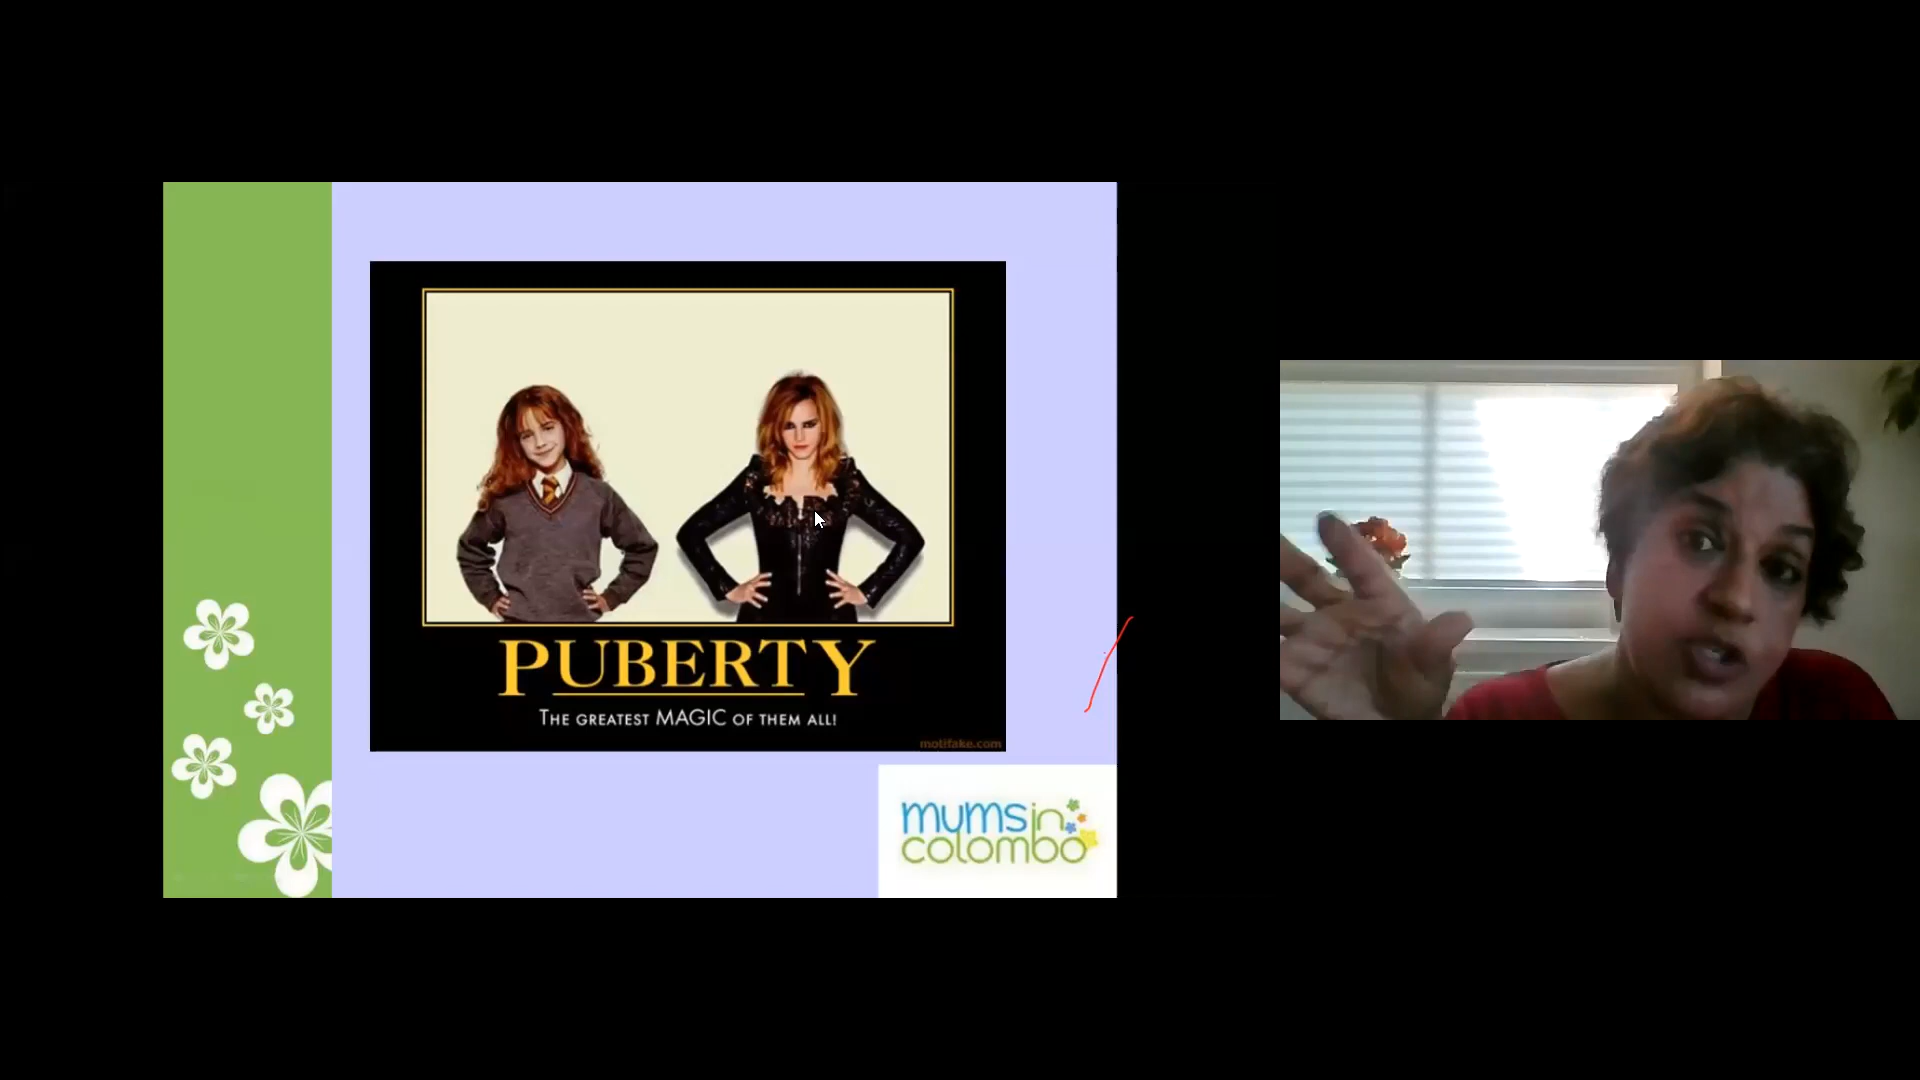 PUBERTY
THE GREATEST MAGIC OF THEM ALL!
motifake.com
mums in
colombo